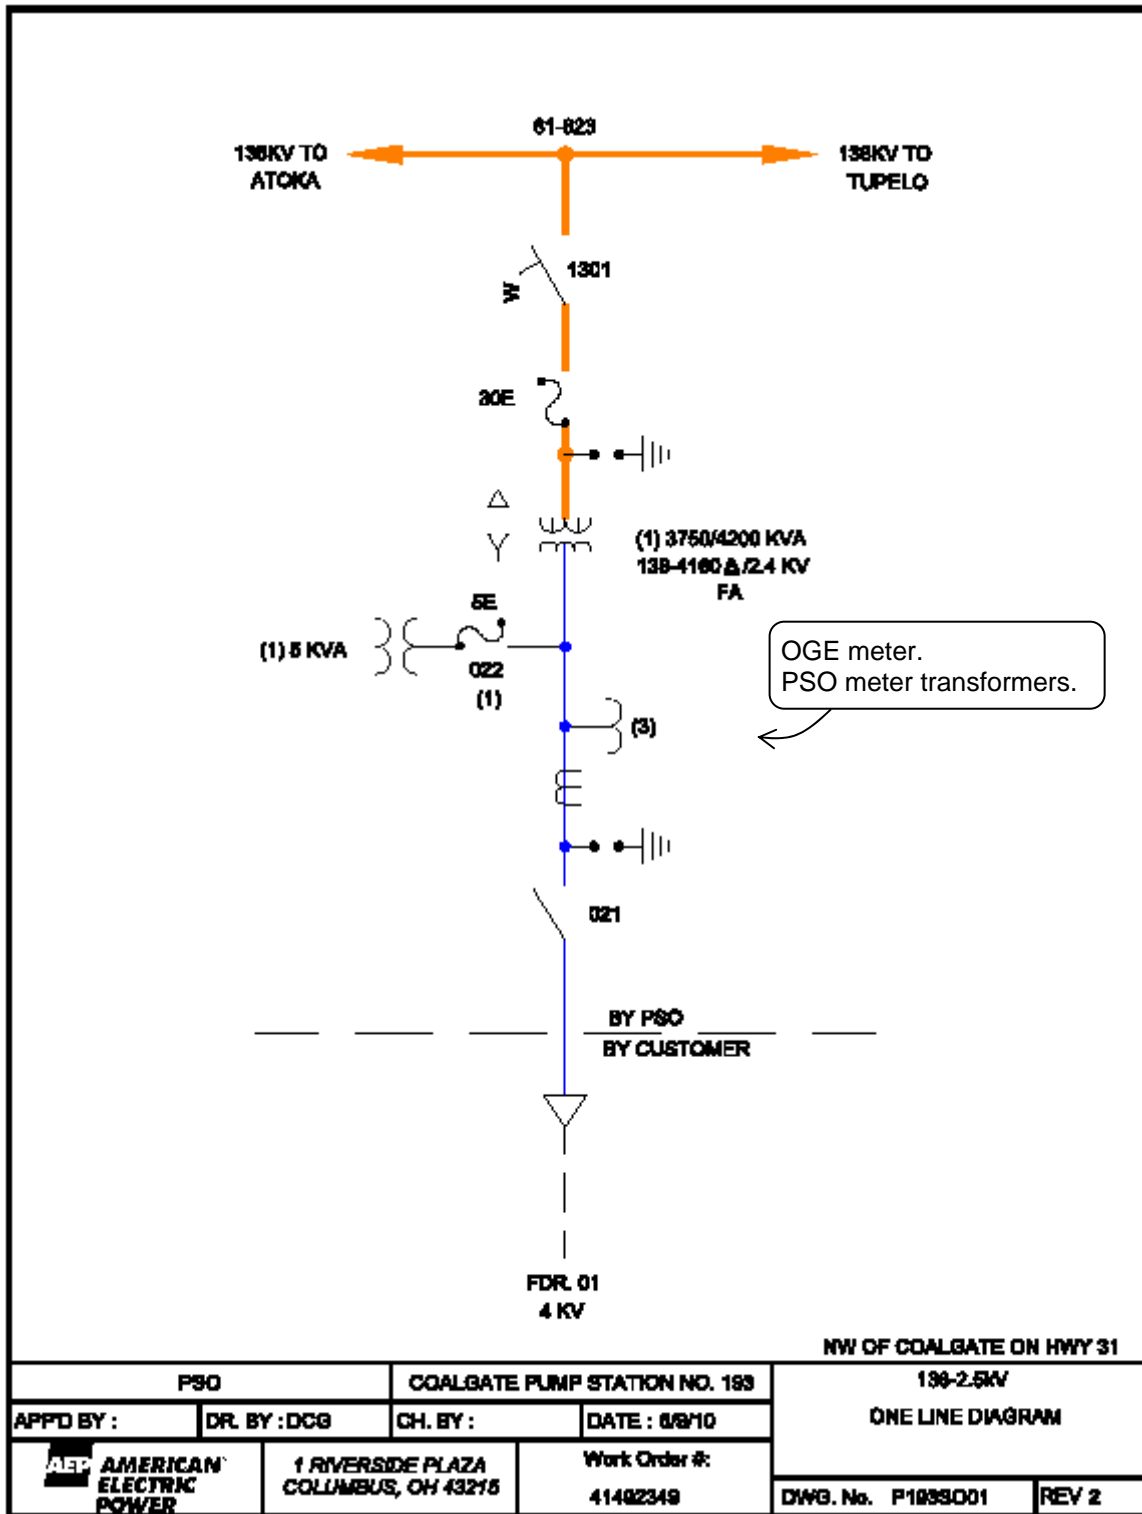 61-823
138KV TO
ATOKA
138KV TO
TUPELO
1301
W
30E
(1) 3750/4200 KVA
138-4160Δ/2.4 KV
FA
Δ
Y
5E
(1) 5 KVA
022
(1)
OGE meter.
PSO meter transformers.
(3)
021
BY PSO
BY CUSTOMER
FDR. 01
4 KV
NW OF COALGATE ON HWY 31
PSO
COALGATE PUMP STATION NO. 193
138-2.5kV
ONE LINE DIAGRAM
APP'D BY :
DR. BY : DCG
CH. BY :
DATE : 6/9/10
AEP AMERICAN
ELECTRIC
POWER
1 RIVERSIDE PLAZA
COLUMBUS, OH 43215
Work Order #:
41492349
DWG. No. P193SO01
REV 2